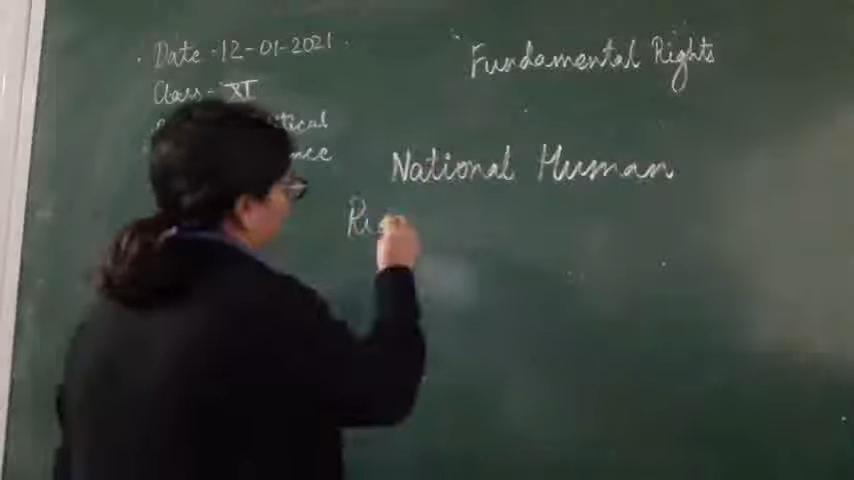 Date - 12-01-2021
Class - XI
Fundamental Rights
National Human